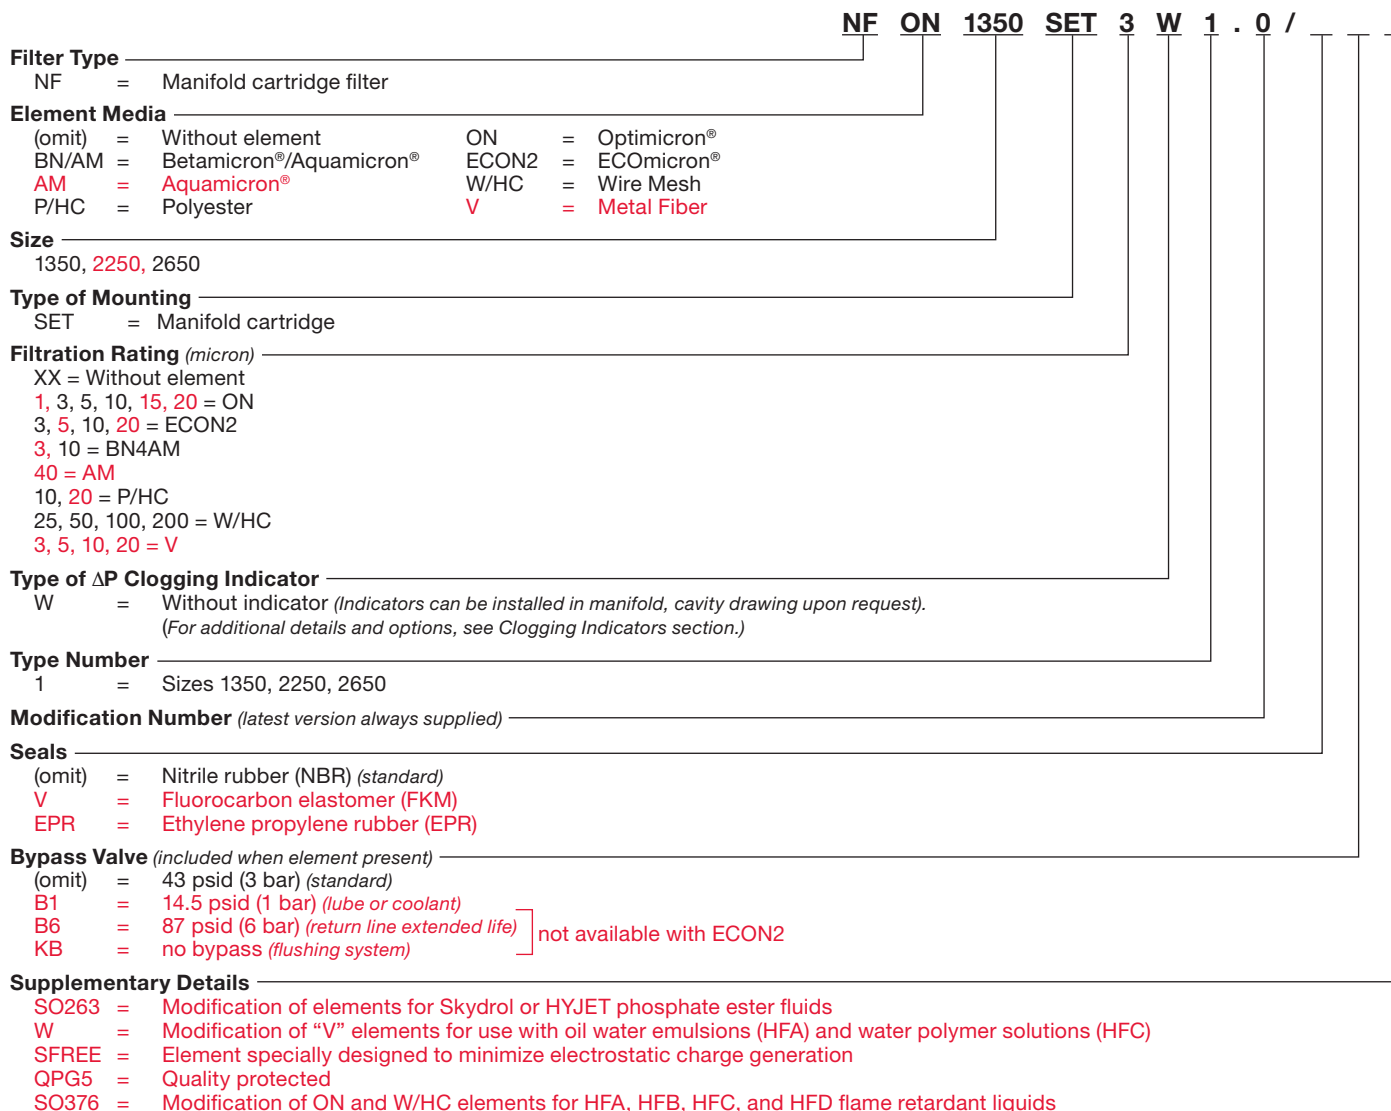 NF ON 1350 SET 3 W 1 . 0 / _ _ _
Filter Type
NF = Manifold cartridge filter
Element Media
(omit) = Without element ON = Optimicron®
BN/AM = Betamicron®/Aquamicron® ECON2 = ECOmicron®
AM = Aquamicron® W/HC = Wire Mesh
P/HC = Polyester V = Metal Fiber
Size
1350, 2250, 2650
Type of Mounting
SET = Manifold cartridge
Filtration Rating (micron)
XX = Without element
1, 3, 5, 10, 15, 20 = ON
3, 5, 10, 20 = ECON2
3, 10 = BN4AM
40 = AM
10, 20 = P/HC
25, 50, 100, 200 = W/HC
3, 5, 10, 20 = V
Type of ΔP Clogging Indicator
W = Without indicator (Indicators can be installed in manifold, cavity drawing upon request).
(For additional details and options, see Clogging Indicators section.)
Type Number
1 = Sizes 1350, 2250, 2650
Modification Number (latest version always supplied)
Seals
(omit) = Nitrile rubber (NBR) (standard)
V = Fluorocarbon elastomer (FKM)
EPR = Ethylene propylene rubber (EPR)
Bypass Valve (included when element present)
(omit) = 43 psid (3 bar) (standard)
B1 = 14.5 psid (1 bar) (lube or coolant)
B6 = 87 psid (6 bar) (return line extended life) not available with ECON2
KB = no bypass (flushing system)
Supplementary Details
SO263 = Modification of elements for Skydrol or HYJET phosphate ester fluids
W = Modification of “V” elements for use with oil water emulsions (HFA) and water polymer solutions (HFC)
SFREE = Element specially designed to minimize electrostatic charge generation
QPG5 = Quality protected
SO376 = Modification of ON and W/HC elements for HFA, HFB, HFC, and HFD flame retardant liquids